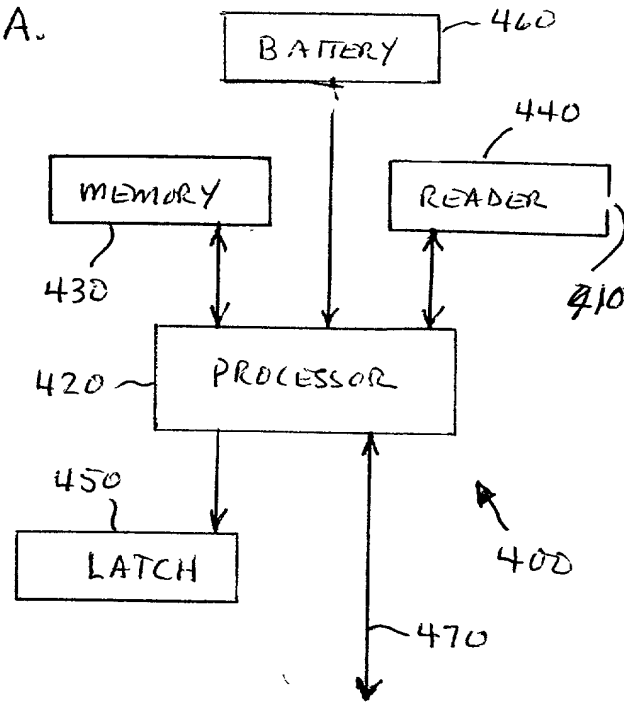 A.
BATTERY
460
440
MEMORY
READER
430
410
PROCESSOR
420
450
LATCH
400
470